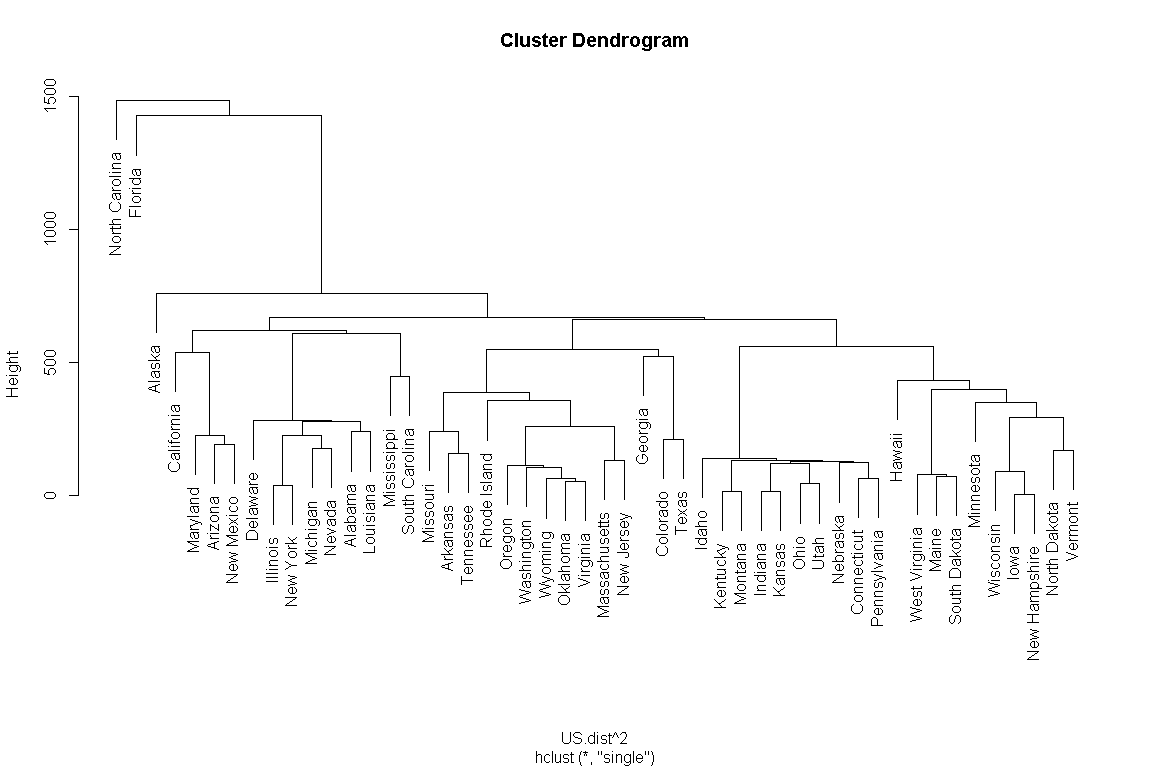 Cluster Dendrogram
Height
0
500
1000
1500
North Carolina
Florida
Alaska
California
Maryland
Arizona
New Mexico
Delaware
Illinois
New York
Michigan
Nevada
Alabama
Louisiana
Mississippi
South Carolina
Missouri
Arkansas
Tennessee
Rhode Island
Oregon
Washington
Wyoming
Oklahoma
Virginia
Massachusetts
New Jersey
Georgia
Colorado
Texas
Idaho
Kentucky
Montana
Indiana
Kansas
Ohio
Utah
Nebraska
Connecticut
Pennsylvania
Hawaii
West Virginia
Maine
South Dakota
Minnesota
Wisconsin
Iowa
New Hampshire
North Dakota
Vermont
US.dist^2
hclust (*, "single")